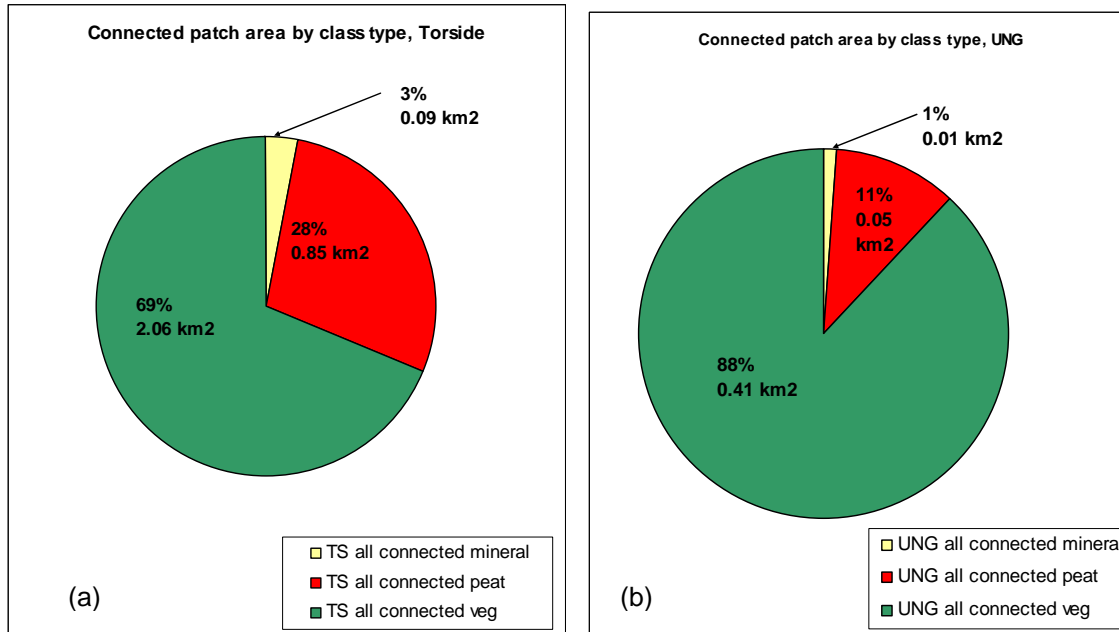 Connected patch area by class type, Torside
3%
0.09 km2
28%
0.85 km2
69%
2.06 km2
TS all connected mineral
TS all connected peat
TS all connected veg
(a)
Connected patch area by class type, UNG
1%
0.01 km2
11%
0.05
km2
88%
0.41 km2
UNG all connected minera
UNG all connected peat
UNG all connected veg
(b)